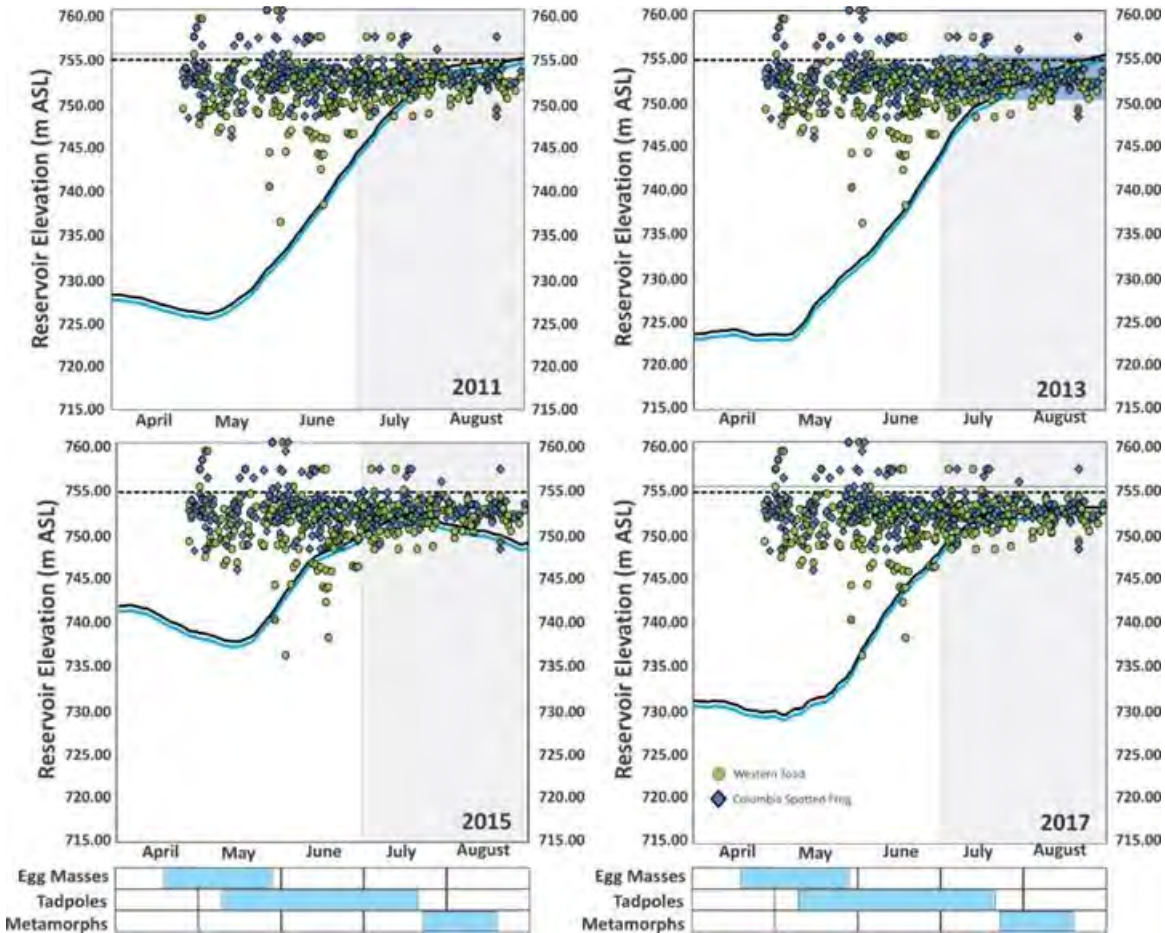 760.00 760.00 760.00 760.00
755.00 755.00 755.00 755.00
750.00 750.00 750.00 750.00
745.00 745.00 745.00 745.00
740.00 740.00 740.00 740.00
735.00 735.00 735.00 735.00
730.00 730.00 730.00 730.00
725.00 725.00 725.00 725.00
720.00 720.00 720.00 720.00
715.00 715.00 715.00 715.00
Reservoir Elevation (m ASL)
Reservoir Elevation (m ASL)
2011 2013
April May June July August April May June July August
760.00 760.00 760.00 760.00
755.00 755.00 755.00 755.00
750.00 750.00 750.00 750.00
745.00 745.00 745.00 745.00
740.00 740.00 740.00 740.00
735.00 735.00 735.00 735.00
730.00 730.00 730.00 730.00
725.00 725.00 725.00 725.00
720.00 720.00 720.00 720.00
715.00 715.00 715.00 715.00
Reservoir Elevation (m ASL)
Reservoir Elevation (m ASL)
Western Toad
Columbia Spotted Frog
2015 2017
April May June July August April May June July August
Egg Masses Egg Masses
Tadpoles Tadpoles
Metamorphs Metamorphs